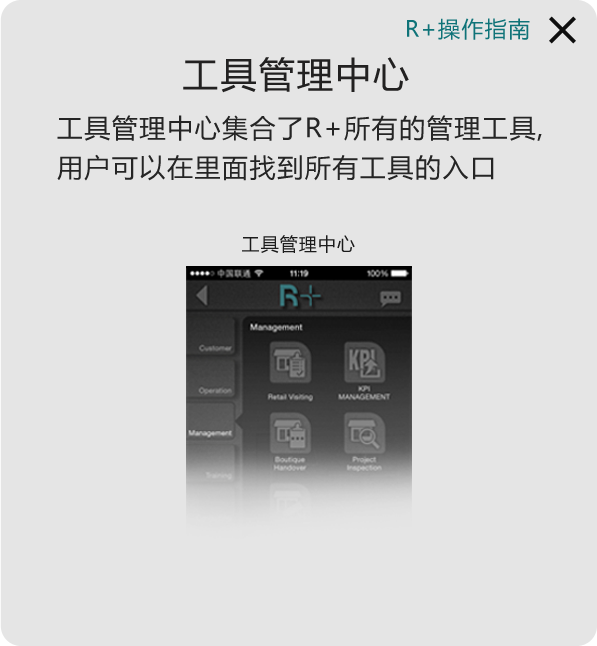 R+操作指南
工具管理中心
工具管理中心集合了R+所有的管理工具,
用户可以在里面找到所有工具的入口
工具管理中心
中国联通 11:19 100%
R+
Management
Customer
Operation
Management
Training
KPI
Retail Visiting
KPI
MANAGEMENT
Boutique
Handover
Project
Inspection